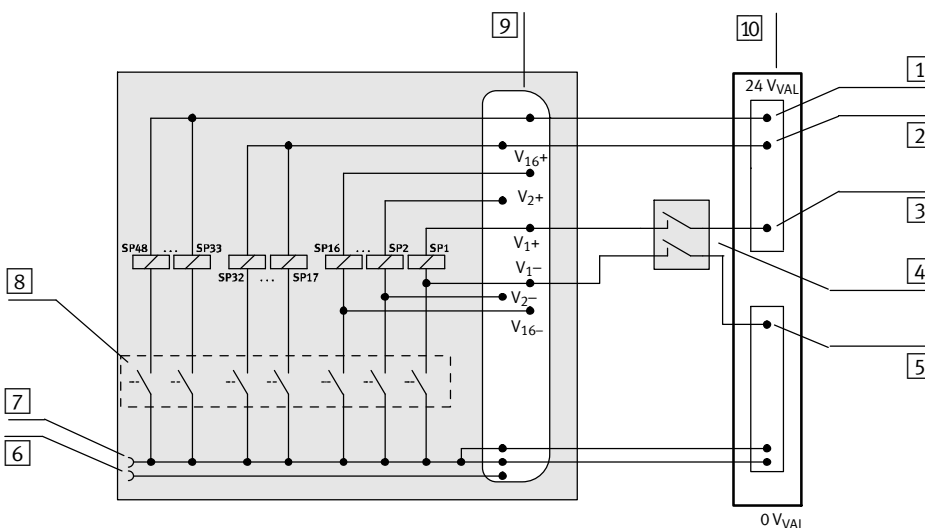 9
10
1
24 VVAL
2
V16+
V2+
3
V1+
SP48 ... SP33
SP16 ... SP2 SP1
4
V1–
SP32 ... SP17
8
V2–
V16–
5
7
6
0 VVAL